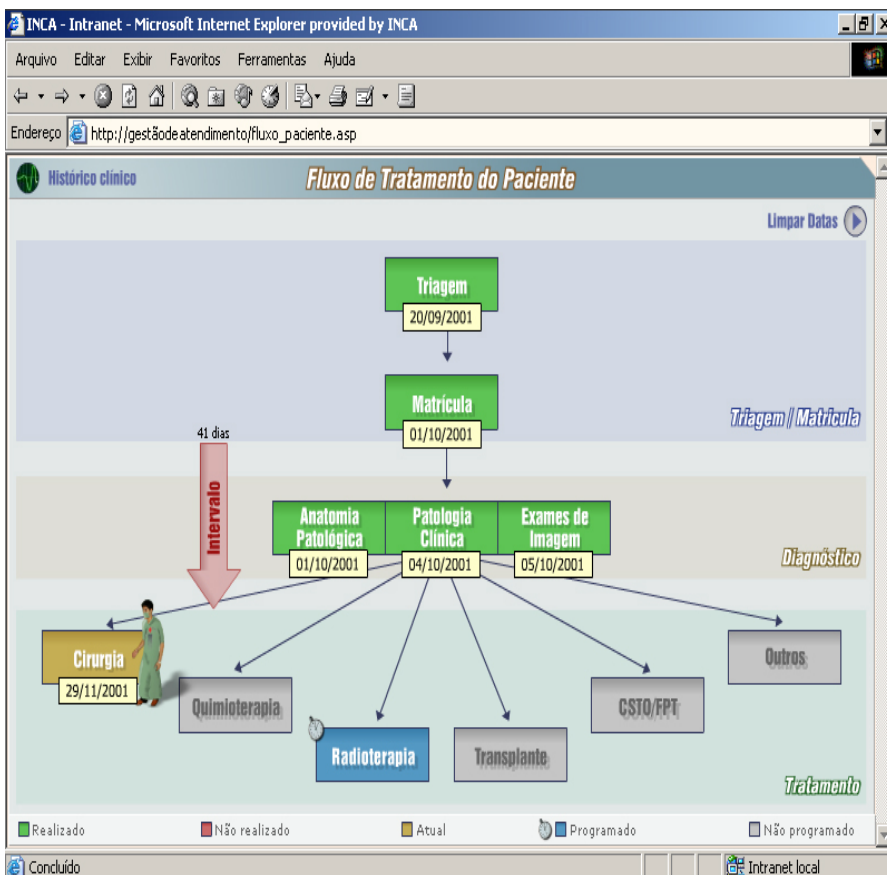 INCA - Intranet - Microsoft Internet Explorer provided by INCA
Arquivo Editar Exibir Favoritos Ferramentas Ajuda
Endereço http://gestãodeatendimento/fluxo_paciente.asp
Histórico clínico
Fluxo de Tratamento do Paciente
Limpar Datas
Triagem
20/09/2001
Matrícula
01/10/2001
Triagem / Matrícula
41 dias
Intervalo
Anatomia
Patológica
01/10/2001
Patologia
Clínica
04/10/2001
Exames de
Imagem
05/10/2001
Diagnóstico
Cirurgia
29/11/2001
Quimioterapia
Radioterapia
Transplante
CSTO/FPT
Outros
Tratamento
Realizado Não realizado Atual Programado Não programado
Concluído Intranet local